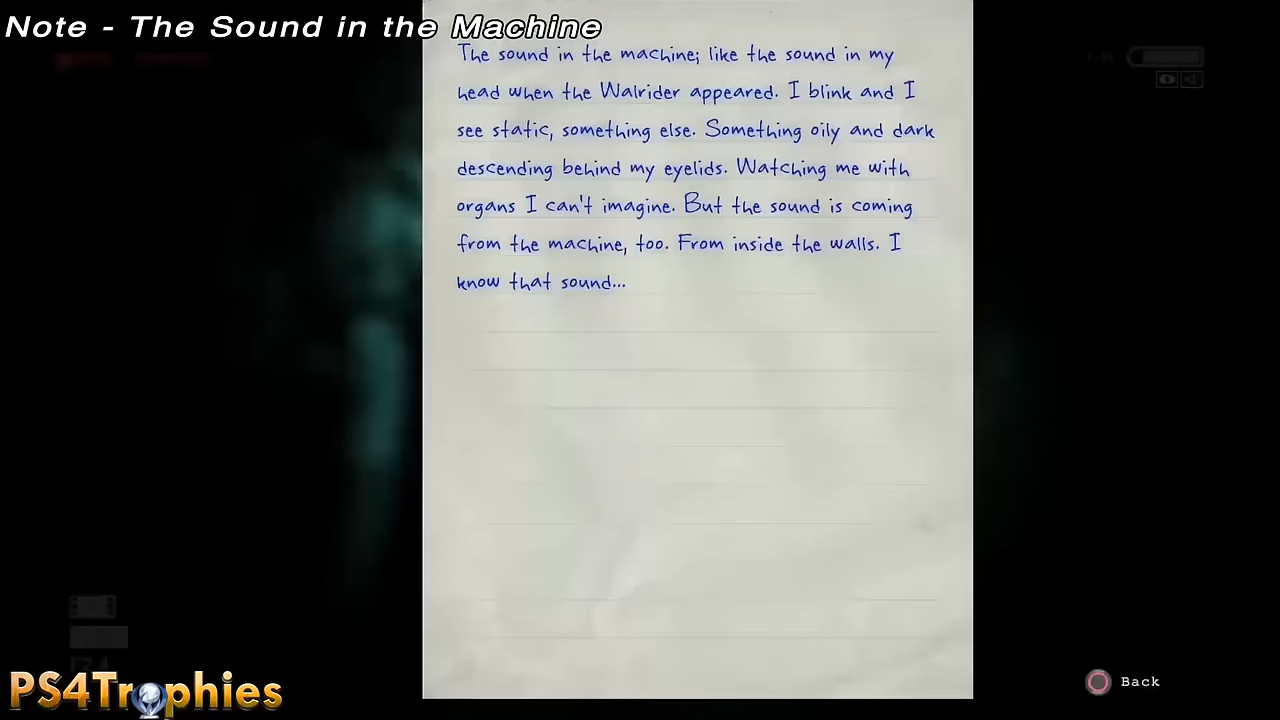 Note - The Sound in the Machine
The sound in the machine; like the sound in my
head when the Walrider appeared. I blink and I
see static, something else. Something oily and dark
descending behind my eyelids. Watching me with
organs I can't imagine. But the sound is coming
from the machine, too. From inside the walls. I
know that sound...
PS4Trophies
Back